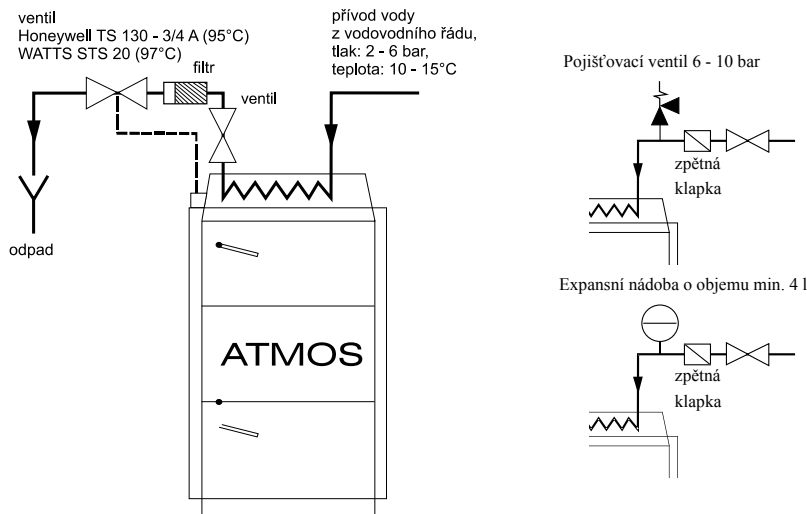 ventil
Honeywell TS 130 - 3/4 A (95°C)
WATTS STS 20 (97°C)
filtr
ventil
přívod vody
z vodovodního řádu,
tlak: 2 - 6 bar,
teplota: 10 - 15°C
odpad
ATMOS
Pojišťovací ventil 6 - 10 bar
zpětná
klapka
Expansní nádoba o objemu min. 4 l
zpětná
klapka